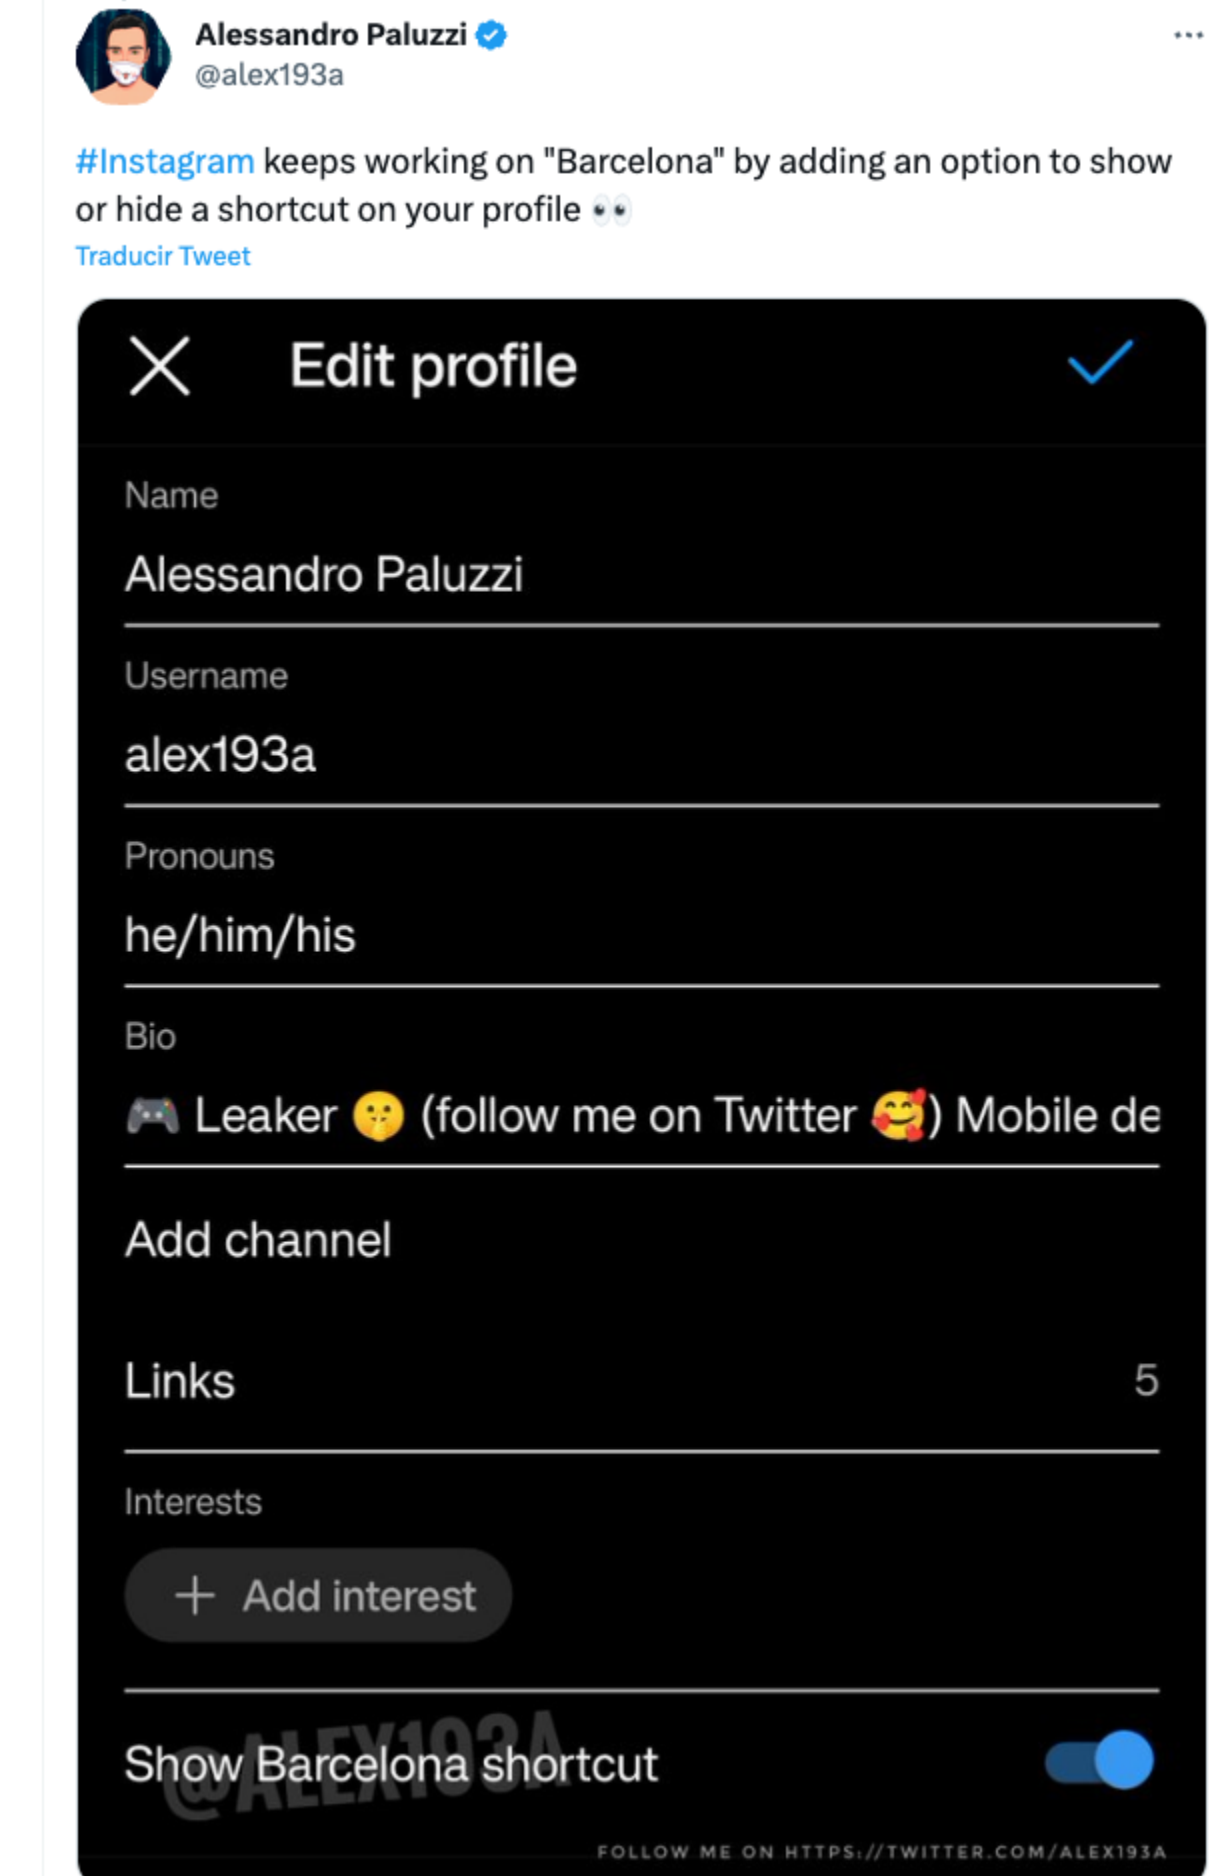 Alessandro Paluzzi
@alex193a
#Instagram keeps working on "Barcelona" by adding an option to show
or hide a shortcut on your profile 👀
Traducir Tweet
Edit profile
Name
Alessandro Paluzzi
Username
alex193a
Pronouns
he/him/his
Bio
🎮 Leaker 🤫 (follow me on Twitter 🥰) Mobile de
Add channel
Links 5
Interests
+ Add interest
@ALEX193A
Show Barcelona shortcut
FOLLOW ME ON HTTPS://TWITTER.COM/ALEX193A